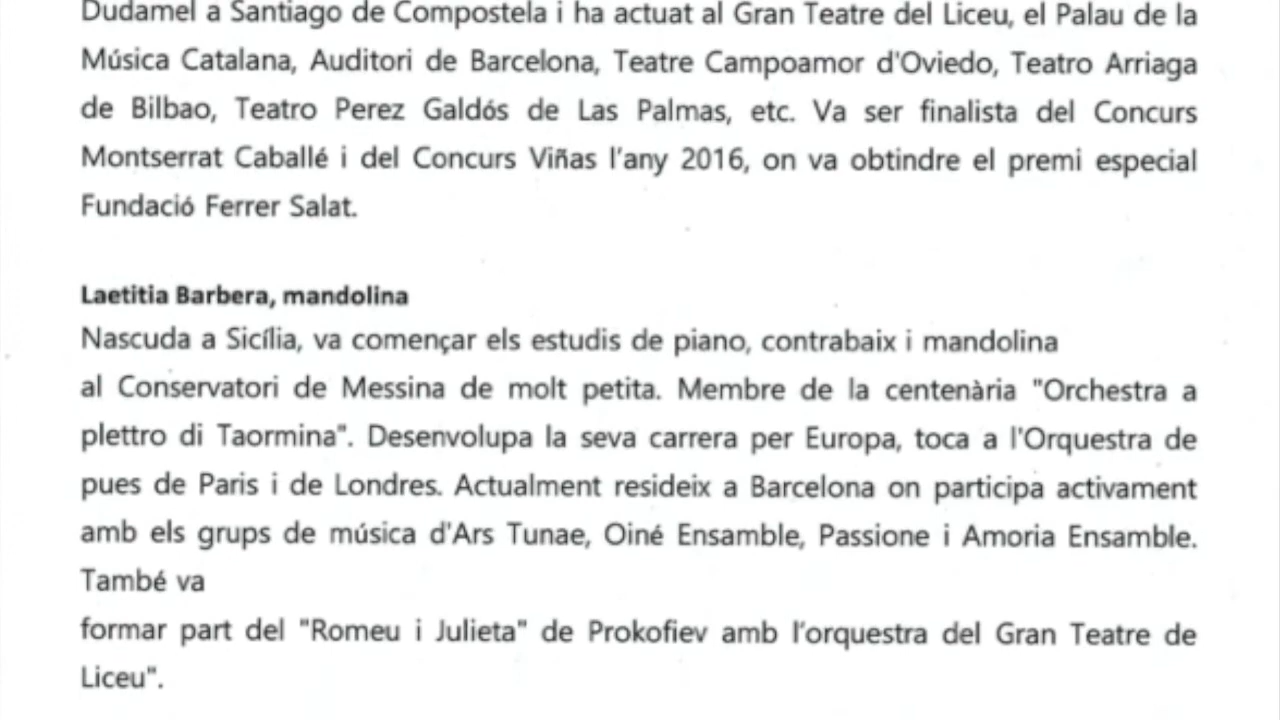 Dudamel a Santiago de Compostela i ha actuat al Gran Teatre del Liceu, el Palau de la
Música Catalana, Auditori de Barcelona, Teatre Campoamor d'Oviedo, Teatro Arriaga
de Bilbao, Teatro Perez Galdós de Las Palmas, etc. Va ser finalista del Concurs
Montserrat Caballé i del Concurs Viñas l'any 2016, on va obtindre el premi especial
Fundació Ferrer Salat.
Laetitia Barbera, mandolina
Nascuda a Sicília, va començar els estudis de piano, contrabaix i mandolina
al Conservatori de Messina de molt petita. Membre de la centenària "Orchestra a
plettro di Taormina". Desenvolupa la seva carrera per Europa, toca a l'Orquestra de
pues de Paris i de Londres. Actualment resideix a Barcelona on participa activament
amb els grups de música d'Ars Tunae, Oiné Ensamble, Passione i Amoria Ensamble.
També va
formar part del "Romeu i Julieta" de Prokofiev amb l'orquestra del Gran Teatre de
Liceu".